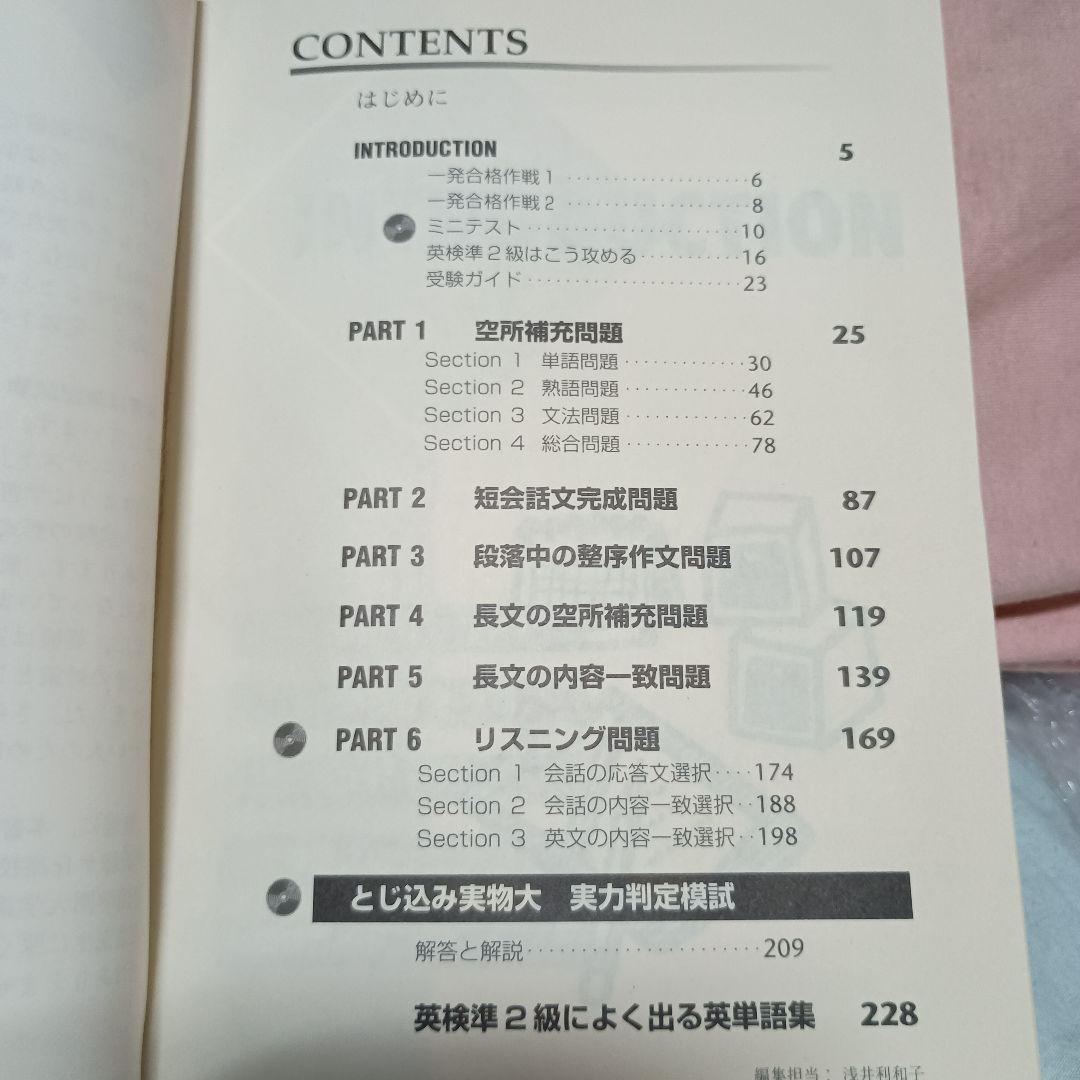 CONTENTS
はじめに
INTRODUCTION 5
一発合格作戦1 ···················· 6
一発合格作戦2 ···················· 8
ミニテスト ······················· 10
英検準2級はこう攻める ··········· 16
受験ガイド ······················· 23
PART 1 空所補充問題 25
Section 1 単語問題 ············· 30
Section 2 熟語問題 ············· 46
Section 3 文法問題 ············· 62
Section 4 総合問題 ············· 78
PART 2 短会話文完成問題 87
PART 3 段落中の整序作文問題 107
PART 4 長文の空所補充問題 119
PART 5 長文の内容一致問題 139
PART 6 リスニング問題 169
Section 1 会話の応答文選択 ···· 174
Section 2 会話の内容一致選択 ·· 188
Section 3 英文の内容一致選択 ·· 198
とじ込み実物大 実力判定模試
解答と解説 ······················· 209
英検準2級によく出る英単語集 228
編集担当：浅井利和子